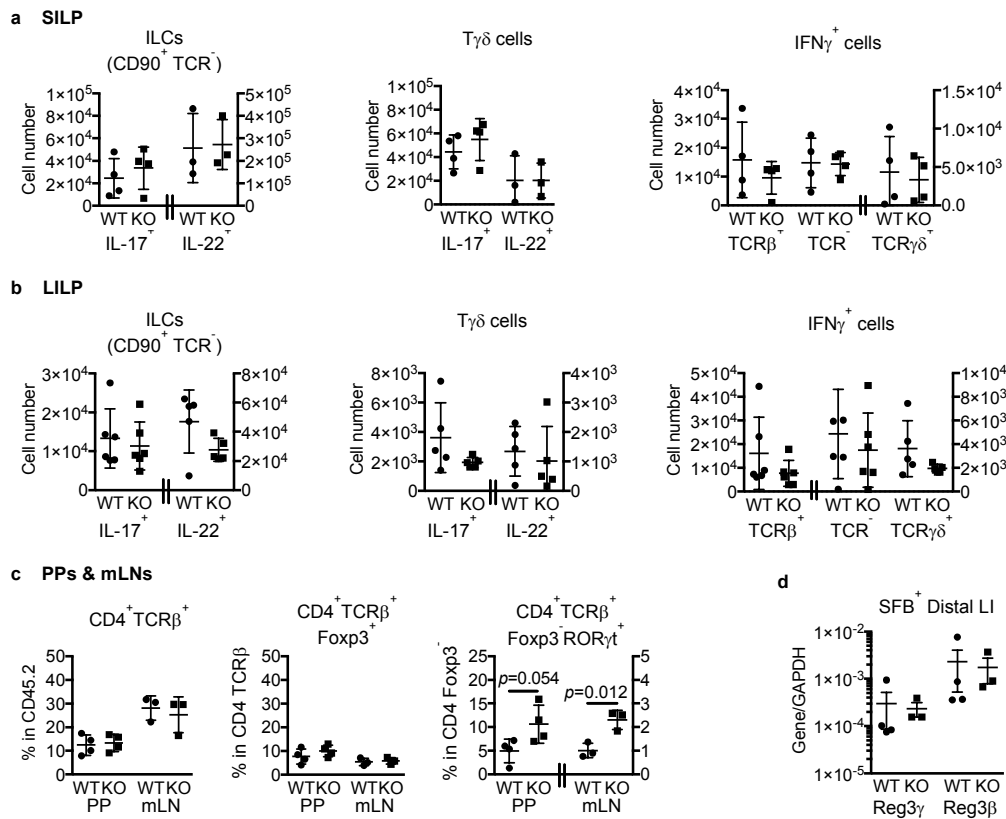 a SILP
ILCs
(CD90+ TCR-)
Tγδ cells
IFNγ+ cells
Cell number
1×10^5
8×10^4
6×10^4
4×10^4
2×10^4
0
5×10^5
4×10^5
3×10^5
2×10^5
1×10^5
0
WT KO WT KO
IL-17+ IL-22+
Cell number
1×10^5
8×10^4
6×10^4
4×10^4
2×10^4
0
WT KO WT KO
IL-17+ IL-22+
Cell number
4×10^4
3×10^4
2×10^4
1×10^4
0
1.5×10^4
1.0×10^4
5.0×10^3
0.0
WT KO WT KO WT KO
TCRβ+ TCR- TCRγδ+
b LILP
ILCs
(CD90+ TCR-)
Tγδ cells
IFNγ+ cells
Cell number
3×10^4
2×10^4
1×10^4
0
8×10^4
6×10^4
4×10^4
2×10^4
0
WT KO WT KO
IL-17+ IL-22+
Cell number
8×10^3
6×10^3
4×10^3
2×10^3
0
4×10^3
3×10^3
2×10^3
1×10^3
0
WT KO WT KO
IL-17+ IL-22+
Cell number
5×10^4
4×10^4
3×10^4
2×10^4
1×10^4
0
1×10^4
8×10^3
6×10^3
4×10^3
2×10^3
0
WT KO WT KO WT KO
TCRβ+ TCR- TCRγδ+
c PPs & mLNs
CD4+TCRβ+
% in CD45.2
50
40
30
20
10
0
WT KO WT KO
PP mLN
CD4+TCRβ+
Foxp3+
% in CD4 TCRβ
50
40
30
20
10
0
WT KO WT KO
PP mLN
CD4+TCRβ+
Foxp3-RORγt+
% in CD4 Foxp3-
25
20
15
10
5
0
p=0.054
p=0.012
5
4
3
2
1
0
WT KO WT KO
PP mLN
d
SFB+ Distal LI
Gene/GAPDH
1×10^-2
1×10^-3
1×10^-4
1×10^-5
WT KO WT KO
Reg3γ Reg3β